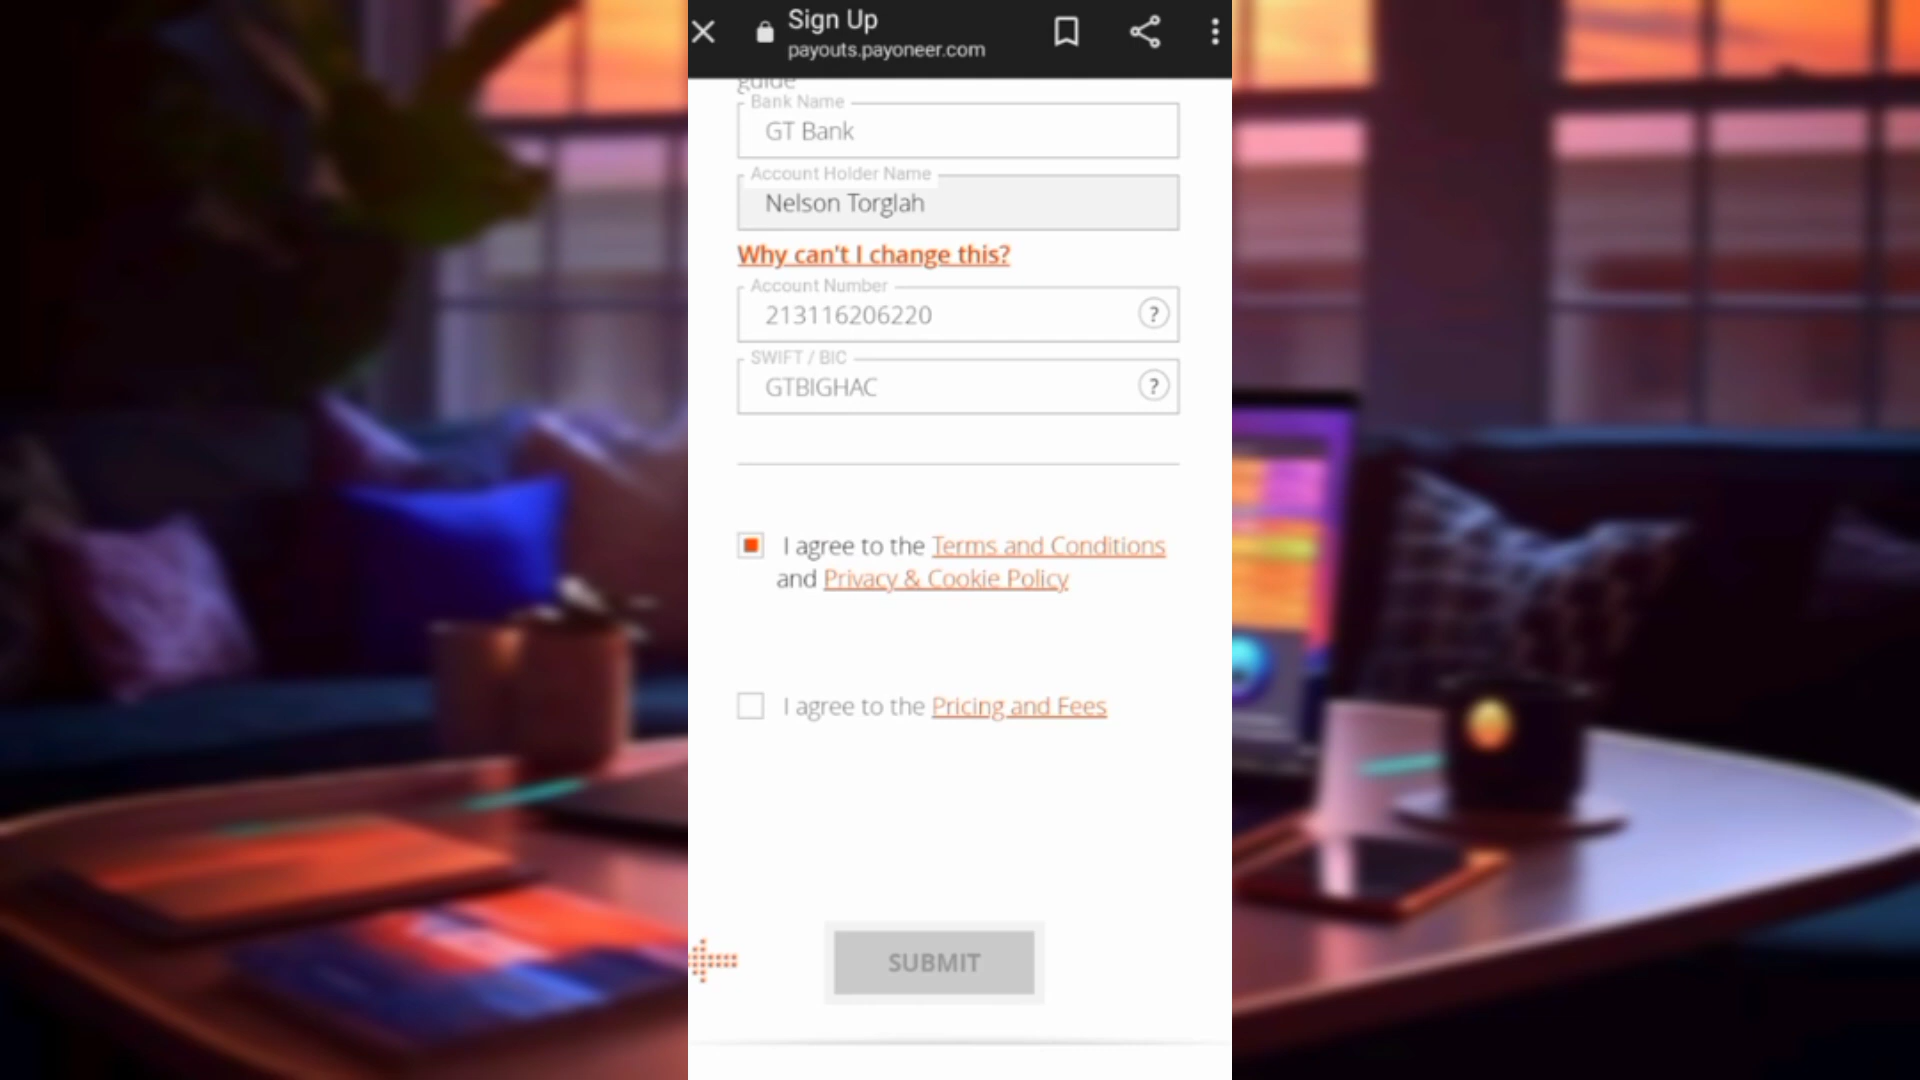 Sign Up
payouts.payoneer.com
guide
Bank Name
GT Bank
Account Holder Name
Nelson Torglah
Why can't I change this?
Account Number
213116206220
?
SWIFT / BIC
GTBIGHAC
?
I agree to the Terms and Conditions
and Privacy & Cookie Policy
I agree to the Pricing and Fees
SUBMIT